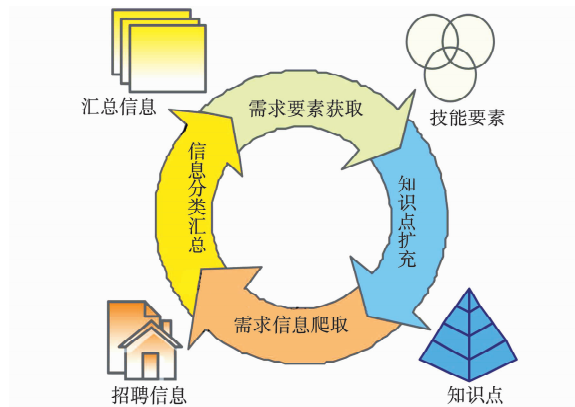 汇总信息
需求要素获取
技能要素
信息分类汇总
知识点扩充
需求信息爬取
招聘信息
知识点